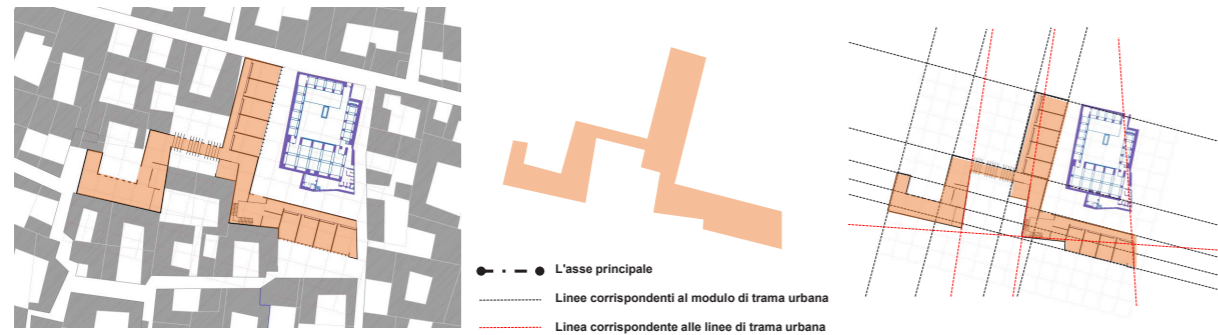 L'asse principale
Linee corrispondenti al modulo di trama urbana
Linea corrispondente alle linee di trama urbana